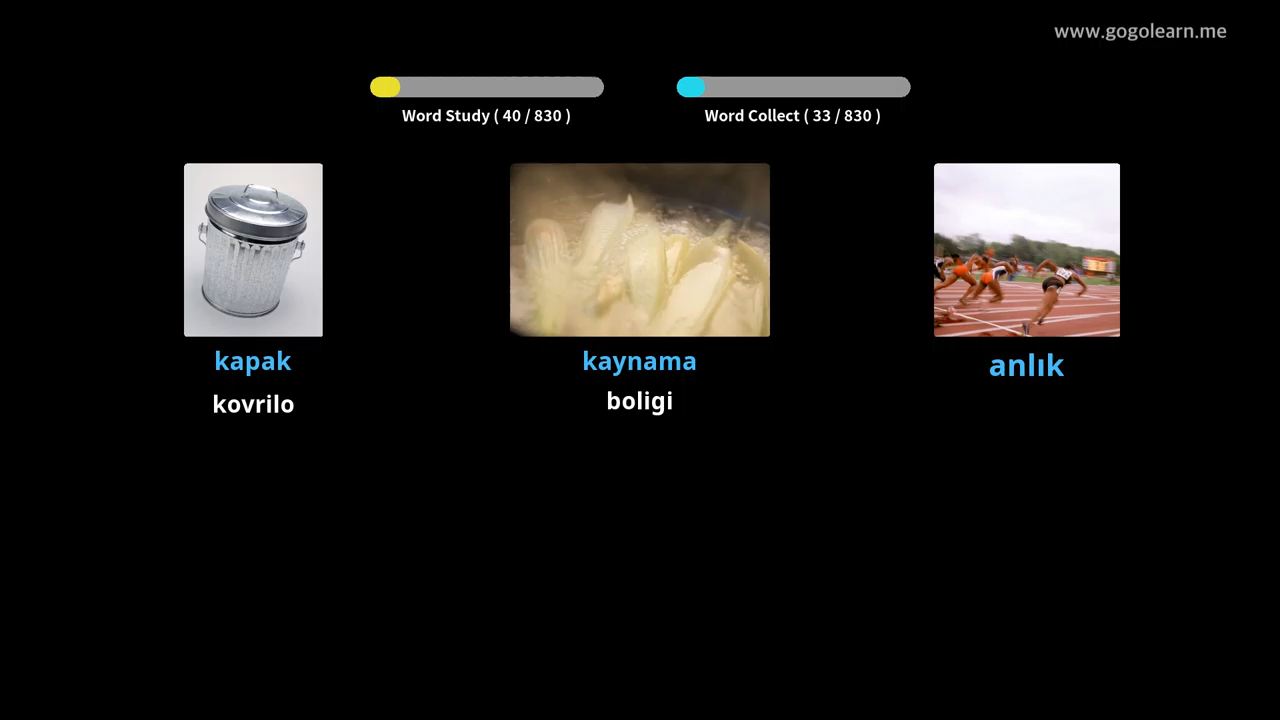 www.gogolearn.me
Word Study ( 40 / 830 )
Word Collect ( 33 / 830 )
kapak
kaynama
anlık
kovrilo
boligi